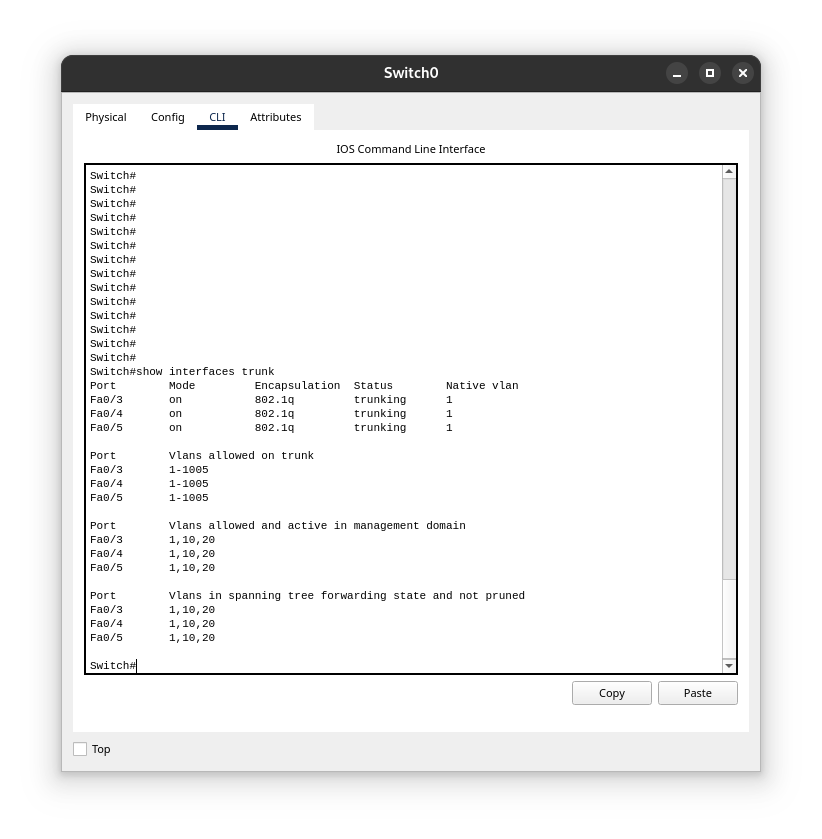 Switch0
Physical Config CLI Attributes
IOS Command Line Interface
Switch#
Switch#
Switch#
Switch#
Switch#
Switch#
Switch#
Switch#
Switch#
Switch#
Switch#
Switch#
Switch#
Switch#
Switch#show interfaces trunk
Port        Mode         Encapsulation  Status        Native vlan
Fa0/3       on           802.1q         trunking      1
Fa0/4       on           802.1q         trunking      1
Fa0/5       on           802.1q         trunking      1

Port        Vlans allowed on trunk
Fa0/3       1-1005
Fa0/4       1-1005
Fa0/5       1-1005

Port        Vlans allowed and active in management domain
Fa0/3       1,10,20
Fa0/4       1,10,20
Fa0/5       1,10,20

Port        Vlans in spanning tree forwarding state and not pruned
Fa0/3       1,10,20
Fa0/4       1,10,20
Fa0/5       1,10,20

Switch#
Copy Paste
Top